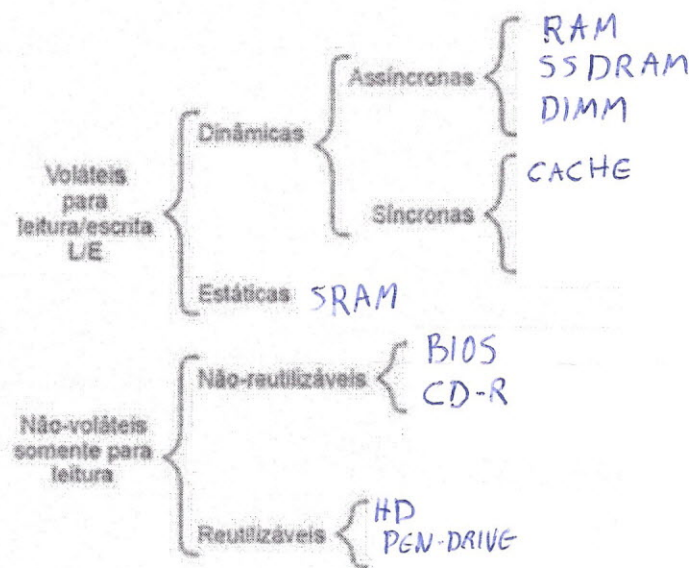 RAM
Assíncronas
SSDRAM
DIMM
Dinâmicas
CACHE
Voláteis
para
leitura/escrita
L/E
Síncronas
Estáticas SRAM
BIOS
Não-reutilizáveis
CD-R
Não-voláteis
somente para
leitura
HD
Reutilizáveis
PEN-DRIVE